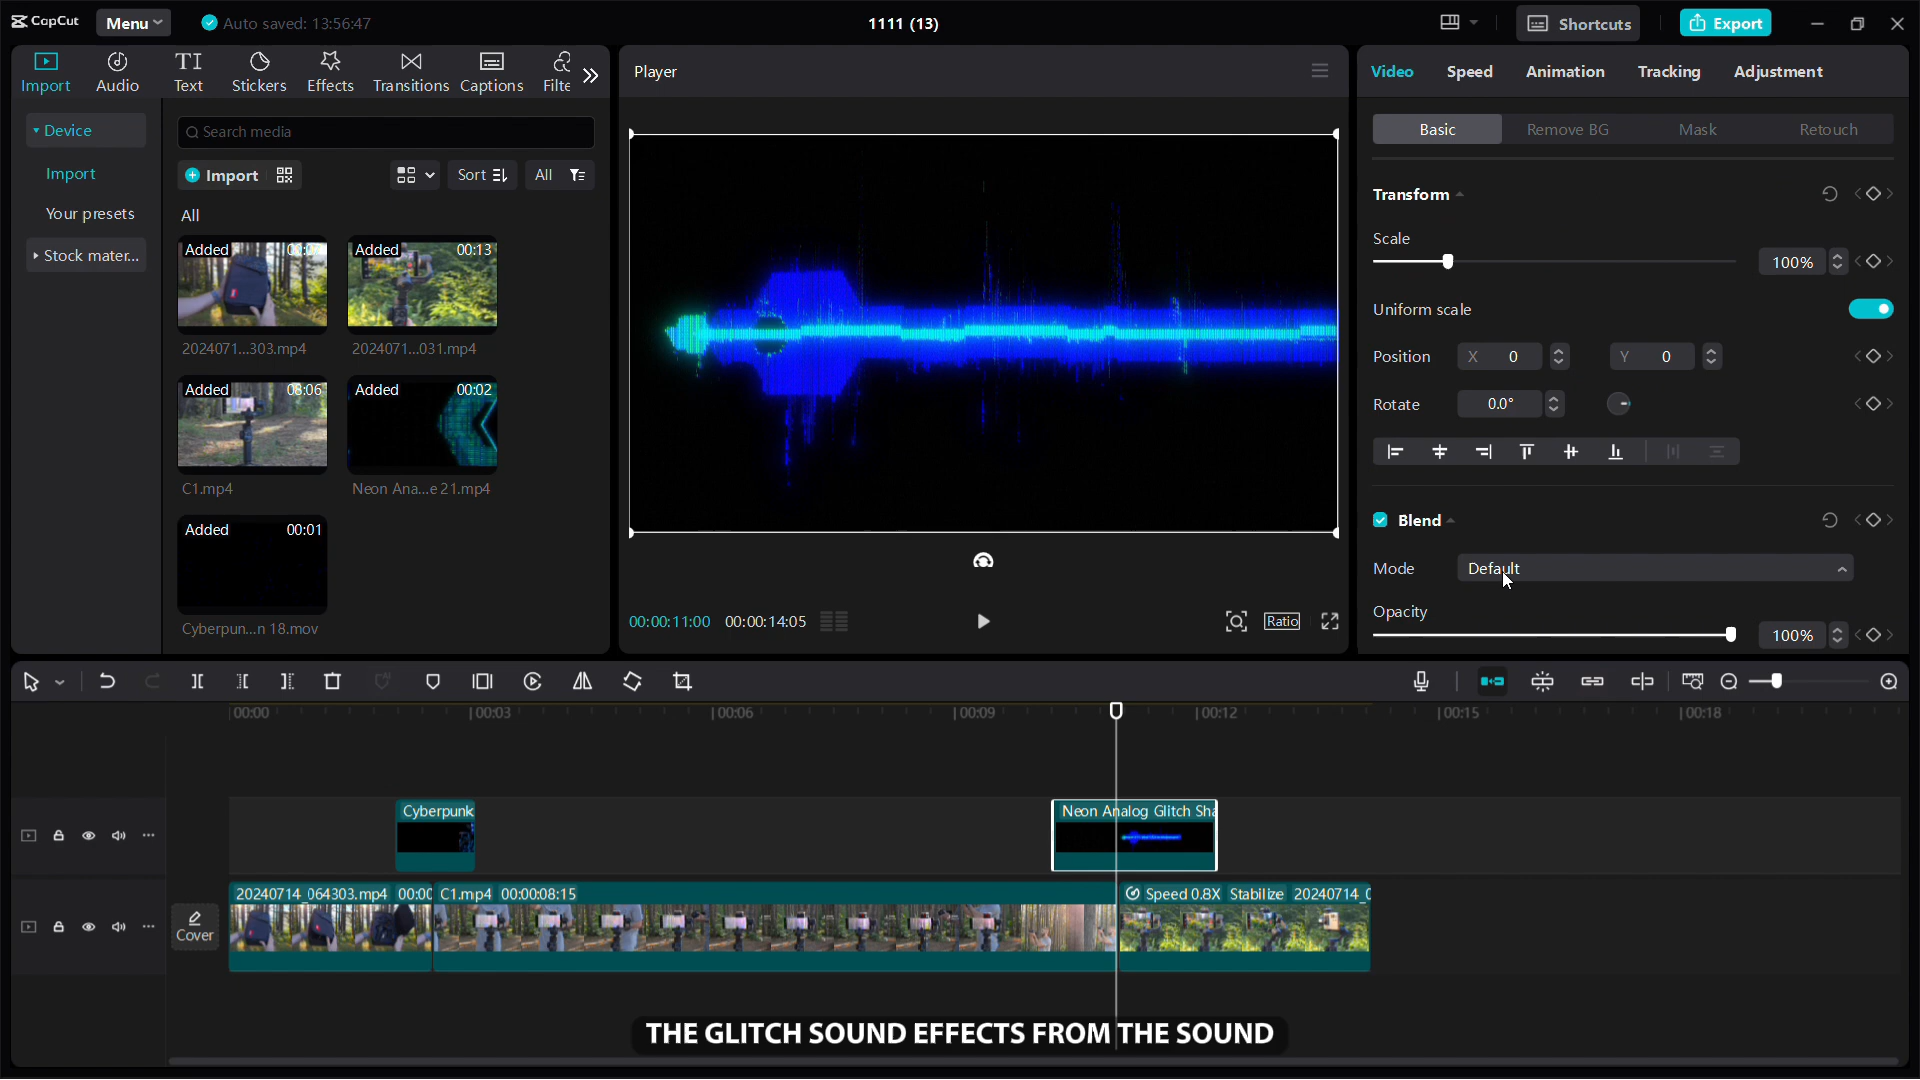 CapCut
Menu
Auto saved: 13:56:47
1111 (13)
Shortcuts
Export
Import
Audio
TI
Text
Stickers
Effects
Transitions
Captions
Filte
Device
Import
Your presets
Stock mater...
Search media
Import
Sort
All
All
Added
Added 00:13
2024071...303.mp4
2024071...031.mp4
Added 08:06
Added 00:02
C1.mp4
Neon Ana...e 21.mp4
Added 00:01
Cyberpun...n 18.mov
Player
00:00:11:00 00:00:14:05
Ratio
Video
Speed
Animation
Tracking
Adjustment
Basic
Remove BG
Mask
Retouch
Transform
Scale
100%
Uniform scale
Position X 0 Y 0
Rotate 0.0°
Blend
Mode Default
Opacity
100%
00:00 00:03 00:06 00:09 00:12 00:15 00:18
Cyberpunk
Neon Analog Glitch Sha
Cover
20240714_064303.mp4 00:00
C1.mp4 00:00:08:15
Speed 0.8X Stabilize 20240714_0
THE GLITCH SOUND EFFECTS FROM THE SOUND